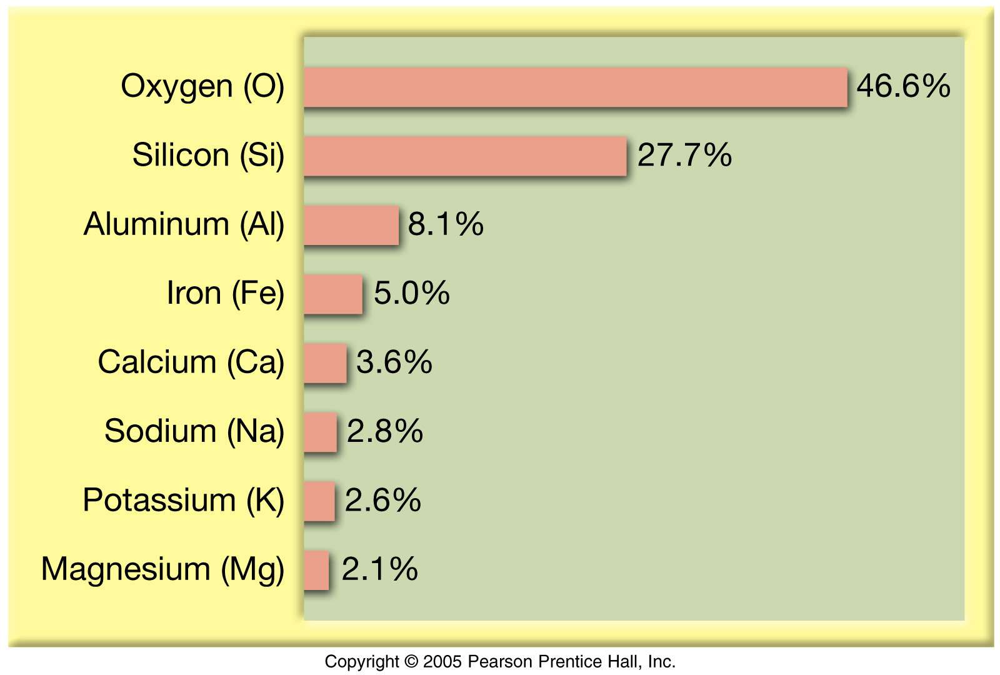 Oxygen (O) 46.6%
Silicon (Si) 27.7%
Aluminum (Al) 8.1%
Iron (Fe) 5.0%
Calcium (Ca) 3.6%
Sodium (Na) 2.8%
Potassium (K) 2.6%
Magnesium (Mg) 2.1%
Copyright © 2005 Pearson Prentice Hall, Inc.